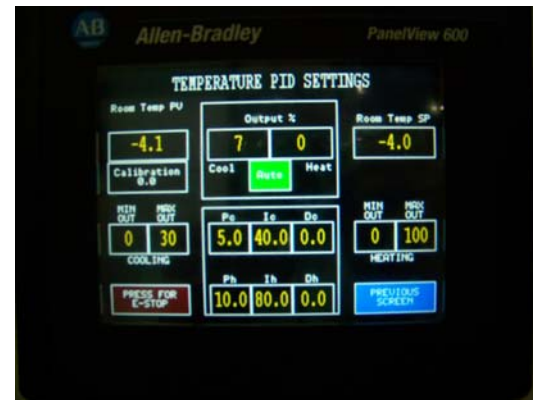 AB Allen-Bradley PanelView 600
TEMPERATURE PID SETTINGS
Room Temp PV
Output %
Room Temp SP
-4.1
7 0
-4.0
Calibration
0.0
Cool Auto Heat
MIN OUT MAX OUT
Pc Ic Dc
MIN OUT MAX OUT
0 30
5.0 40.0 0.0
0 100
COOLING
HEATING
Ph Ih Dh
PRESS FOR
E-STOP
10.0 80.0 0.0
PREVIOUS
SCREEN